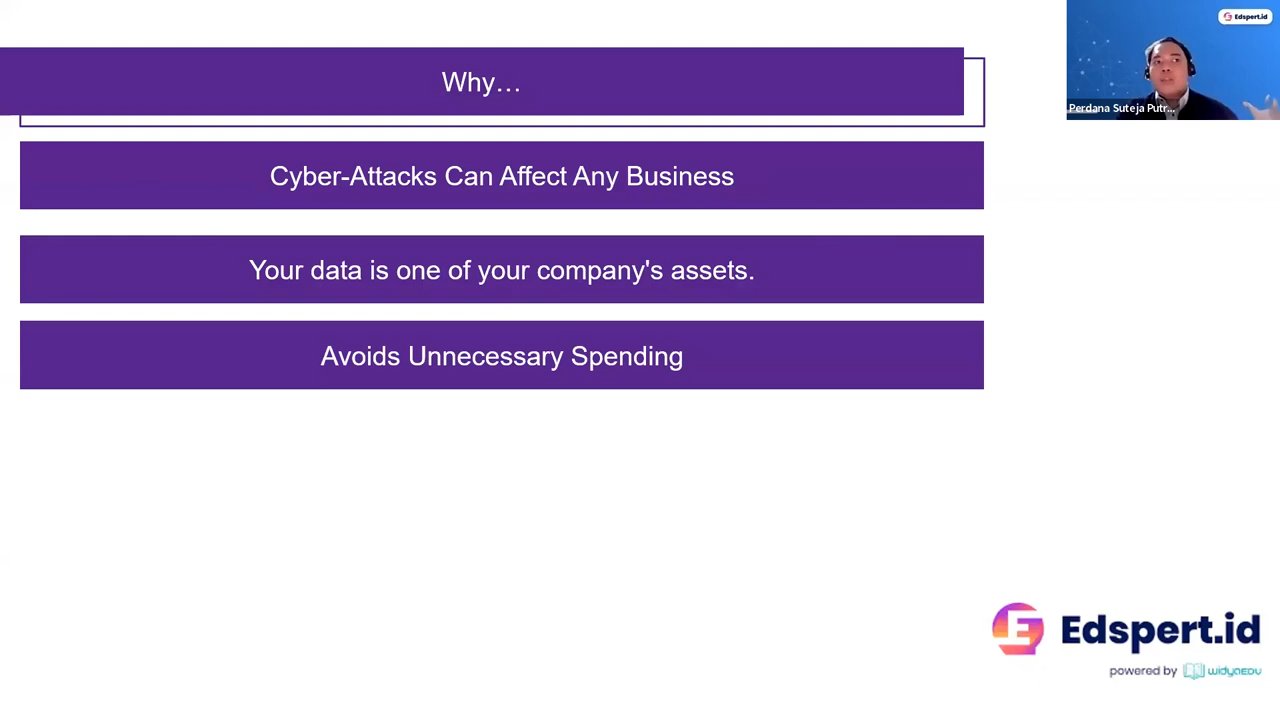 Why…
Edspert.id
Perdana Suteja Putr...
Cyber-Attacks Can Affect Any Business
Your data is one of your company's assets.
Avoids Unnecessary Spending
Edspert.id
powered by WIDYAEDU